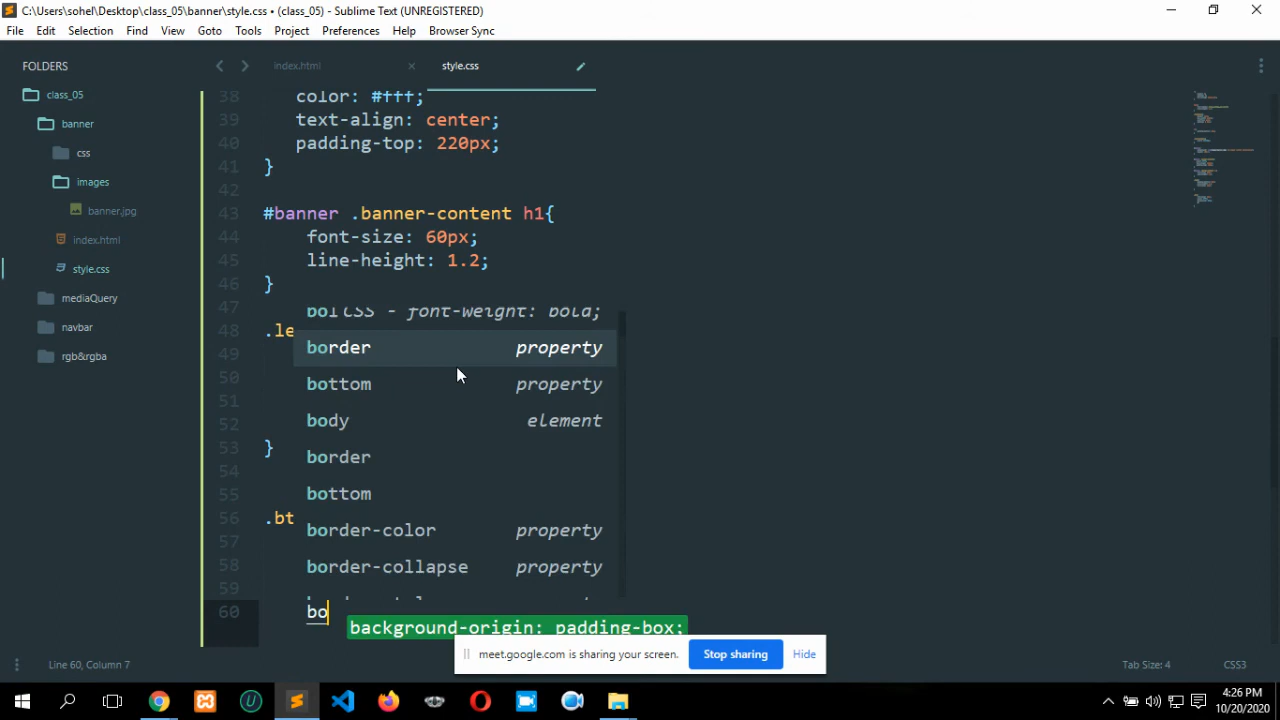 C:\Users\sohel\Desktop\class_05\banner\style.css • (class_05) - Sublime Text (UNREGISTERED)
File Edit Selection Find View Goto Tools Project Preferences Help Browser Sync
FOLDERS
class_05
banner
css
images
banner.jpg
index.html
style.css
mediaQuery
navbar
rgb&rgba
index.html
style.css
38 color: #fff;
39 text-align: center;
40 padding-top: 220px;
41 }
42
43 #banner .banner-content h1{
44 font-size: 60px;
45 line-height: 1.2;
46 }
47
48 .le
49
50
51
52
53 }
54
55
56 .bt
57
58
59
60 bo
CSS - font-weight: bold;
border property
bottom property
body element
border
bottom
border-color property
border-collapse property
background-origin: padding-box;
meet.google.com is sharing your screen. Stop sharing Hide
Line 60, Column 7 Tab Size: 4 CSS3
4:26 PM
10/20/2020